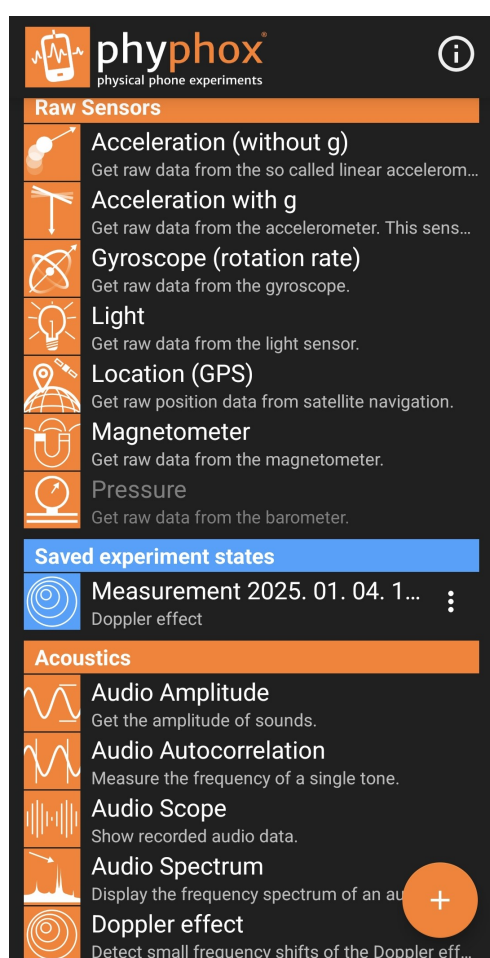 phyphox®
physical phone experiments
Raw Sensors
Acceleration (without g)
Get raw data from the so called linear accelerom...
Acceleration with g
Get raw data from the accelerometer. This sens...
Gyroscope (rotation rate)
Get raw data from the gyroscope.
Light
Get raw data from the light sensor.
Location (GPS)
Get raw position data from satellite navigation.
Magnetometer
Get raw data from the magnetometer.
Pressure
Get raw data from the barometer.
Saved experiment states
Measurement 2025. 01. 04. 1...
Doppler effect
Acoustics
Audio Amplitude
Get the amplitude of sounds.
Audio Autocorrelation
Measure the frequency of a single tone.
Audio Scope
Show recorded audio data.
Audio Spectrum
Display the frequency spectrum of an au
Doppler effect
Detect small frequency shifts of the Doppler eff...